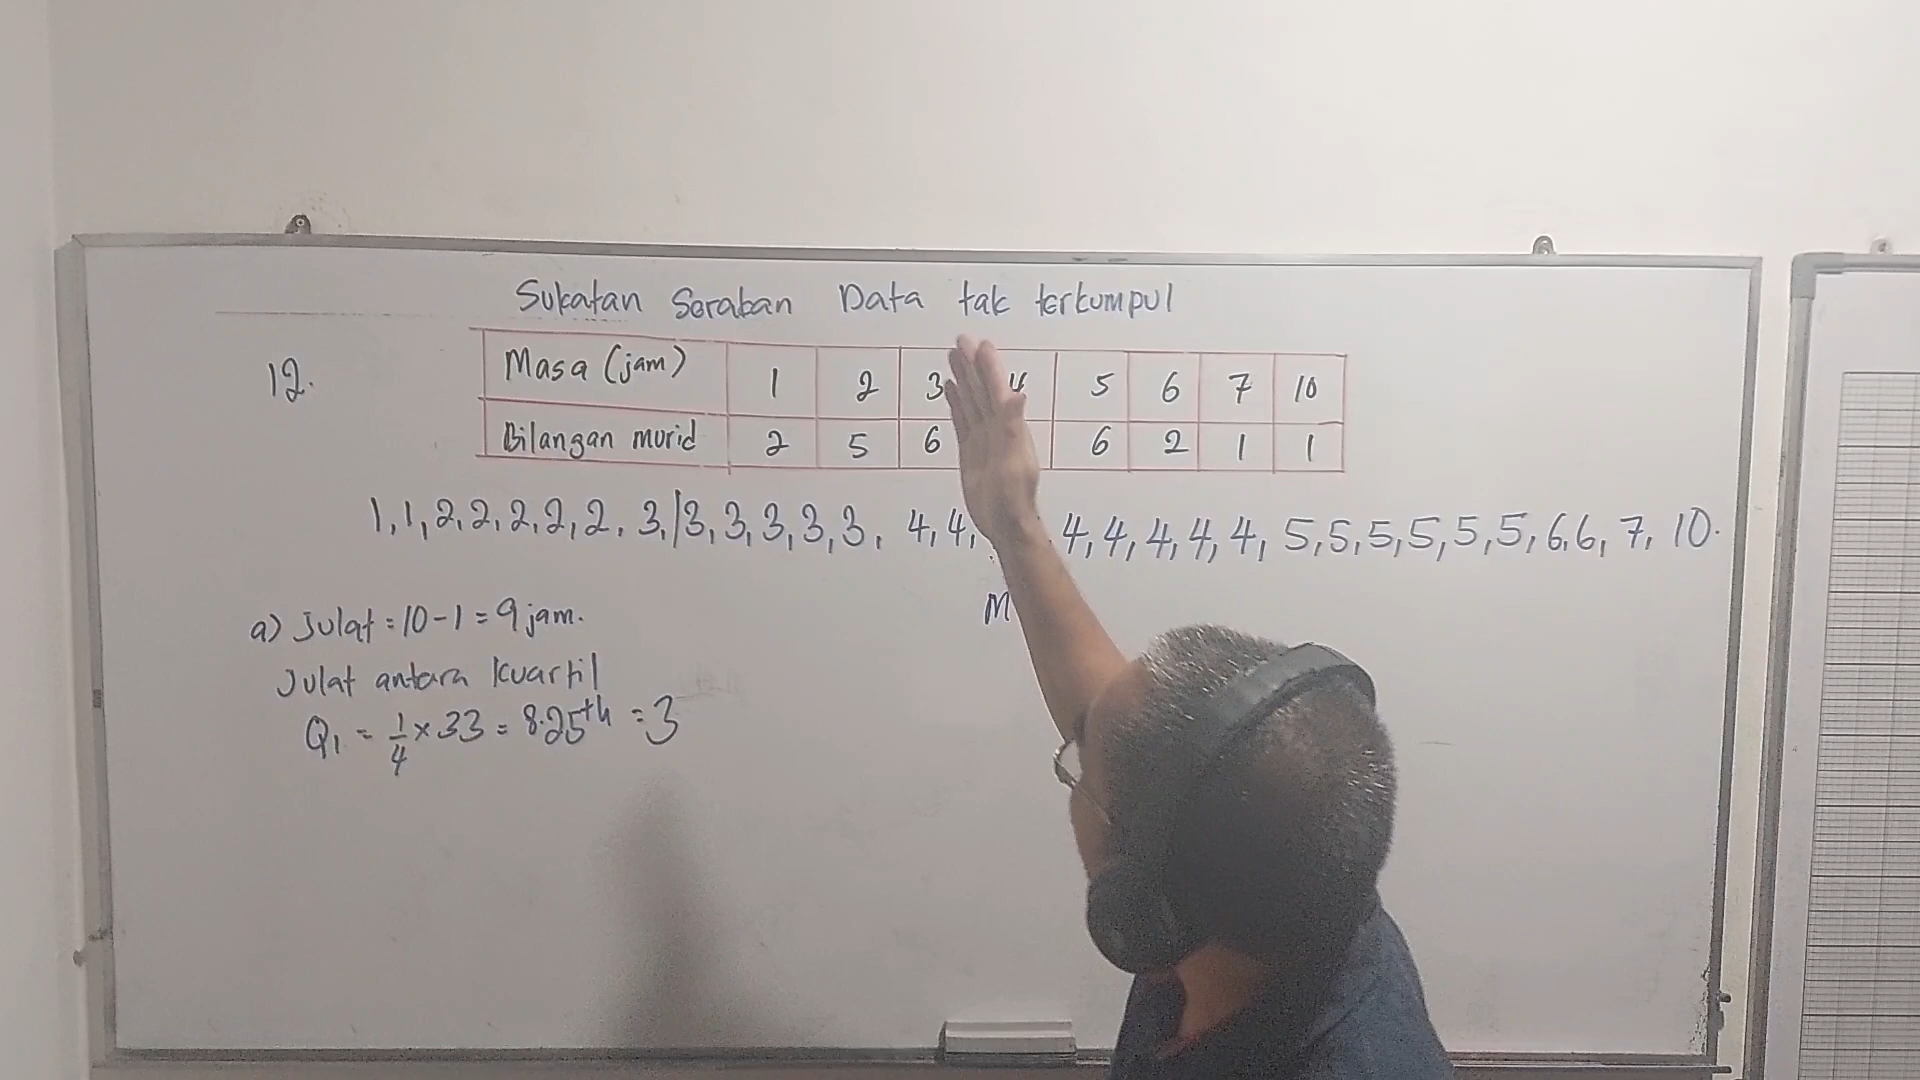 Sukatan Serakan Data tak terkumpul
12.
Masa (jam) 1 2 3 4 5 6 7 10
Bilangan murid 2 5 6 6 2 1 1
1,1,2,2,2,2,2,3,|3,3,3,3,3, 4,4, 4,4,4,4,4, 5,5,5,5,5,5,6,6,7,10.
M
a) Julat = 10 - 1 = 9 jam.
Julat antara kuartil
Q₁ = 1/4 × 33 = 8.25th = 3